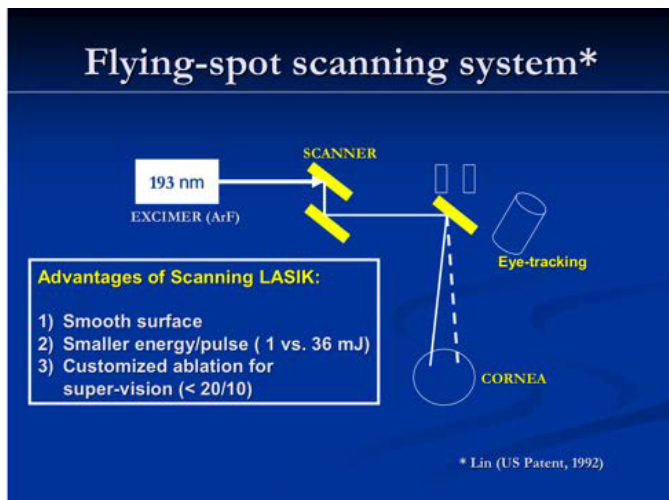 Flying-spot scanning system*
SCANNER
193 nm
EXCIMER (ArF)
Eye-tracking
Advantages of Scanning LASIK:
1) Smooth surface
2) Smaller energy/pulse ( 1 vs. 36 mJ)
3) Customized ablation for
super-vision (< 20/10)
CORNEA
* Lin (US Patent, 1992)